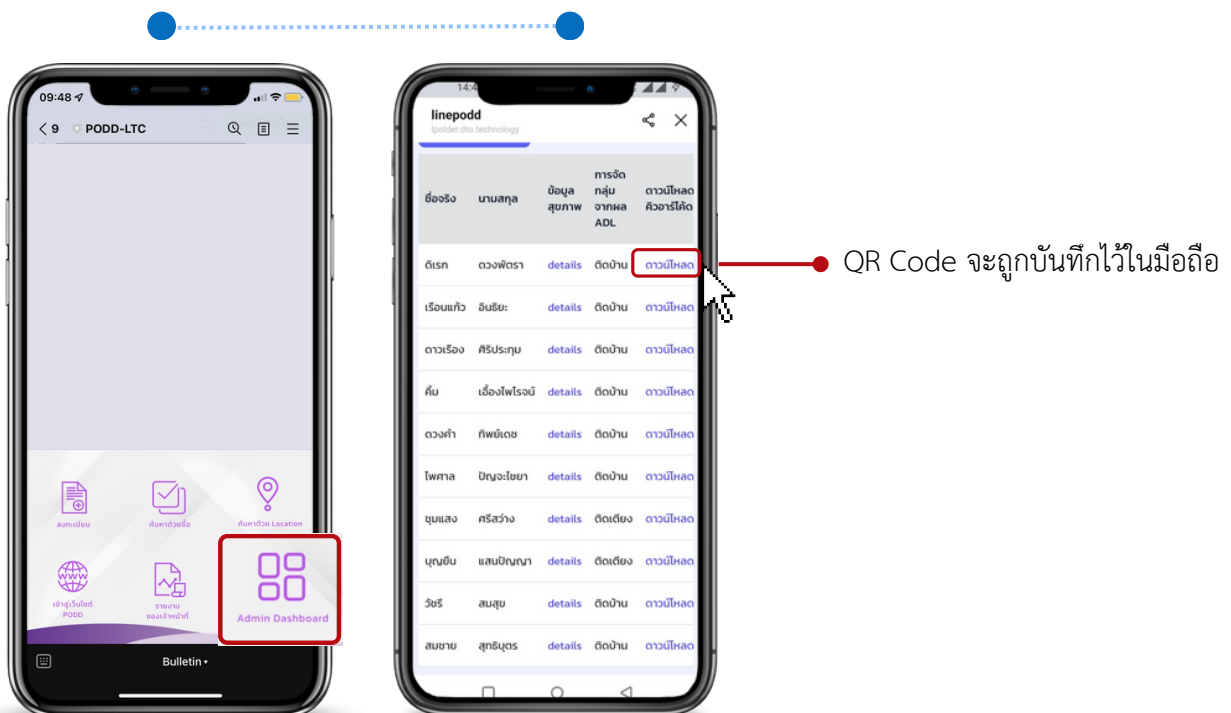 09:48
9 PODD-LTC
ลงทะเบียน
ค้นหาด้วยชื่อ
ค้นหาด้วย Location
เข้าสู่เว็บไซต์
PODD
รายงาน
ของเจ้าหน้าที่
Admin Dashboard
Bulletin
14:4
linepodd
lpolder.dto.technology
ชื่อจริง นามสกุล ข้อมูล สุขภาพ การจัด กลุ่ม จากผล ADL ดาวน์โหลด คิวอาร์โค้ด
ดิเรก ดวงพัตรา details ติดบ้าน ดาวน์โหลด
เรือนแก้ว อินธิยะ details ติดบ้าน ดาวน์โหลด
ดาวเรือง ศิริประทุม details ติดบ้าน ดาวน์โหลด
คิ้ม เอื้องไพโรจน์ details ติดบ้าน ดาวน์โหลด
ดวงคำ ทิพย์เดช details ติดบ้าน ดาวน์โหลด
ไพศาล ปัญจะไชยา details ติดบ้าน ดาวน์โหลด
ชุมแสง ศรีสว่าง details ติดเตียง ดาวน์โหลด
บุญยืน แสนปัญญา details ติดเตียง ดาวน์โหลด
วัชรี สมสุข details ติดบ้าน ดาวน์โหลด
สมชาย สุทธิบุตร details ติดบ้าน ดาวน์โหลด
QR Code จะถูกบันทึกไว้ในมือถือ